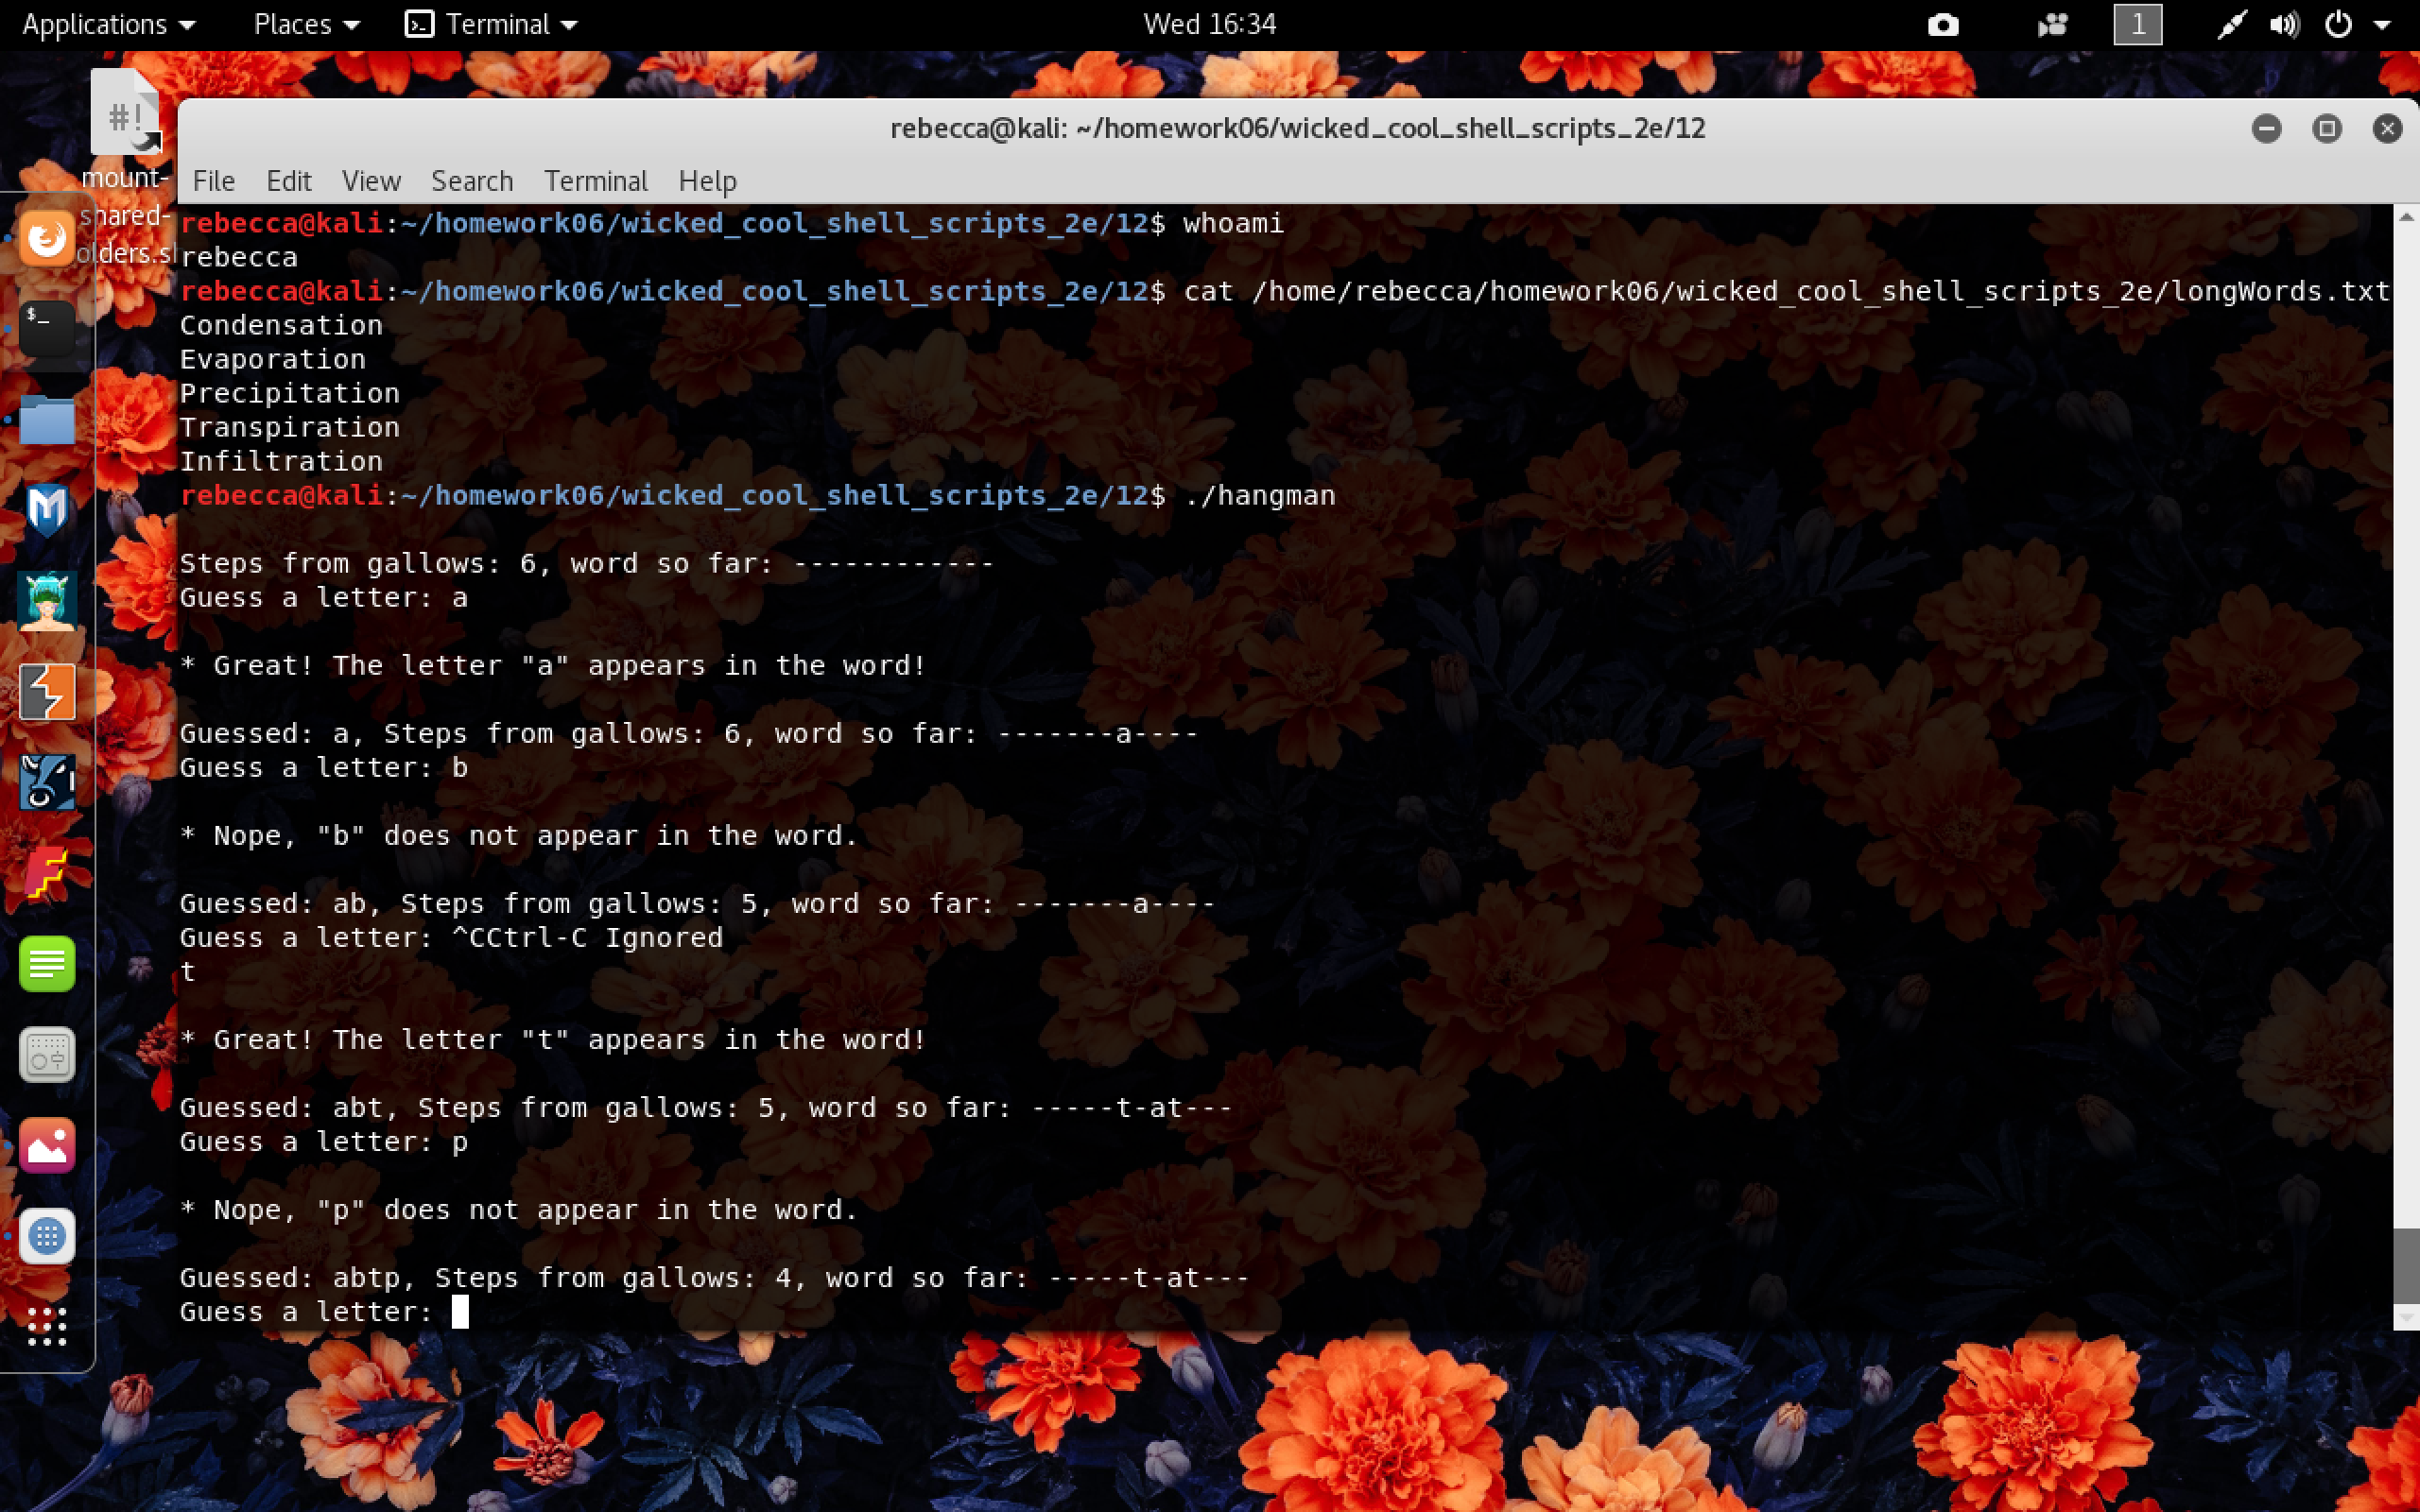 Applications Places Terminal Wed 16:34 1
#!
mount-
shared-
olders.sh
rebecca@kali: ~/homework06/wicked_cool_shell_scripts_2e/12
File Edit View Search Terminal Help
rebecca@kali:~/homework06/wicked_cool_shell_scripts_2e/12$ whoami
rebecca
rebecca@kali:~/homework06/wicked_cool_shell_scripts_2e/12$ cat /home/rebecca/homework06/wicked_cool_shell_scripts_2e/longWords.txt
Condensation
Evaporation
Precipitation
Transpiration
Infiltration
rebecca@kali:~/homework06/wicked_cool_shell_scripts_2e/12$ ./hangman
Steps from gallows: 6, word so far: ------------
Guess a letter: a
* Great! The letter "a" appears in the word!
Guessed: a, Steps from gallows: 6, word so far: -------a----
Guess a letter: b
* Nope, "b" does not appear in the word.
Guessed: ab, Steps from gallows: 5, word so far: -------a----
Guess a letter: ^CCtrl-C Ignored
t
* Great! The letter "t" appears in the word!
Guessed: abt, Steps from gallows: 5, word so far: -----t-at---
Guess a letter: p
* Nope, "p" does not appear in the word.
Guessed: abtp, Steps from gallows: 4, word so far: -----t-at---
Guess a letter: